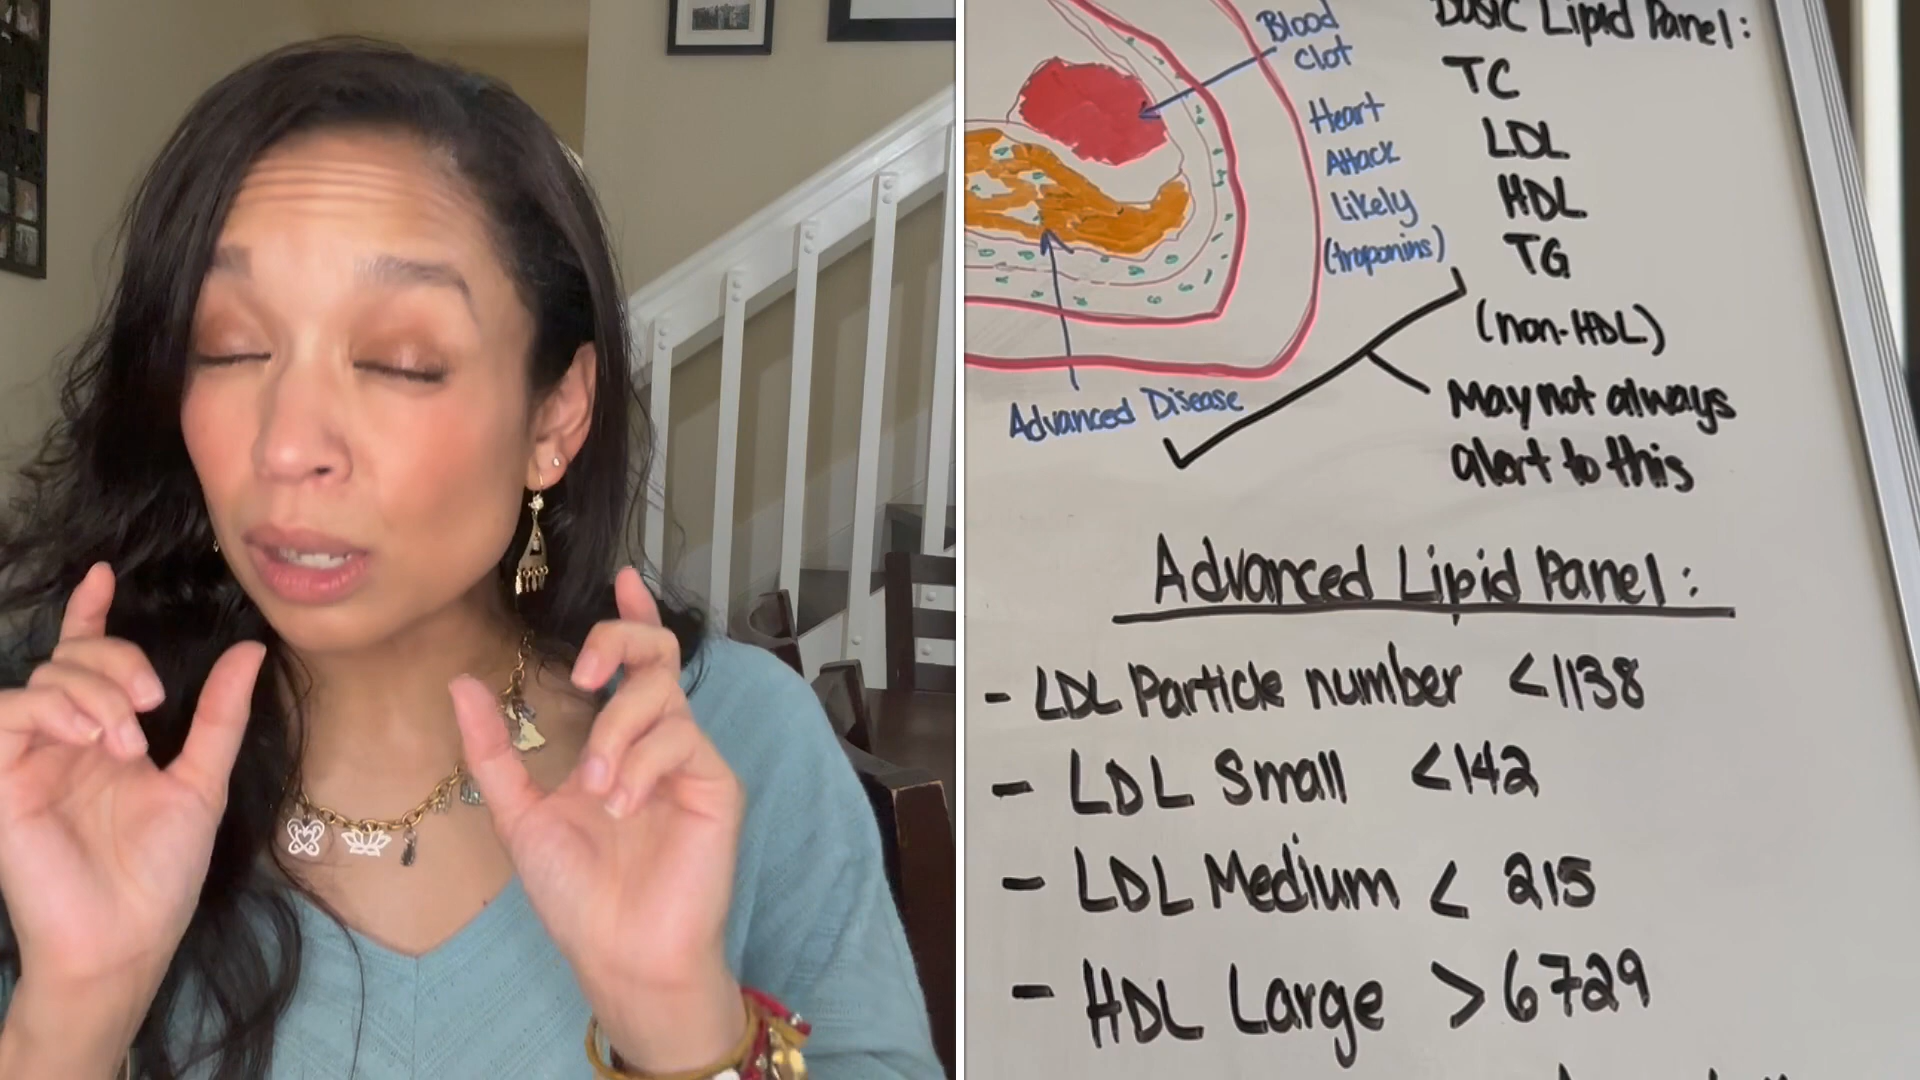 Blood
clot
Heart
Attack
Likely
(troponins)
Advanced Disease
Basic Lipid Panel:
TC
LDL
HDL
TG
(non-HDL)
May not always
alert to this
Advanced Lipid Panel:
- LDL Particle number <1138
- LDL Small <142
- LDL Medium < 215
- HDL Large > 6729